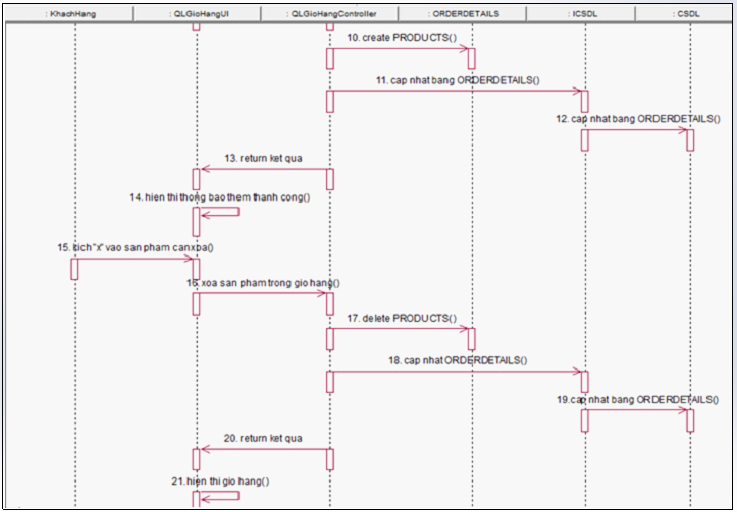 : KhachHang
: QLGioHangUI
: QLGioHangController
: ORDERDETAILS
: ICSDL
: CSDL
10. create PRODUCTS()
11. cap nhat bang ORDERDETAILS()
12. cap nhat bang ORDERDETAILS()
13. return ket qua
14. hien thi thong bao them thanh cong()
15. kich "x" vao san pham can xoa()
16. xoa san pham trong gio hang()
17. delete PRODUCTS()
18. cap nhat ORDERDETAILS()
19.cap nhat bang ORDERDETAILS()
20. return ket qua
21. hien thi gio hang()